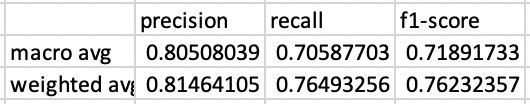 precision recall f1-score
macro avg 0.80508039 0.70587703 0.71891733
weighted avg 0.81464105 0.76493256 0.76232357